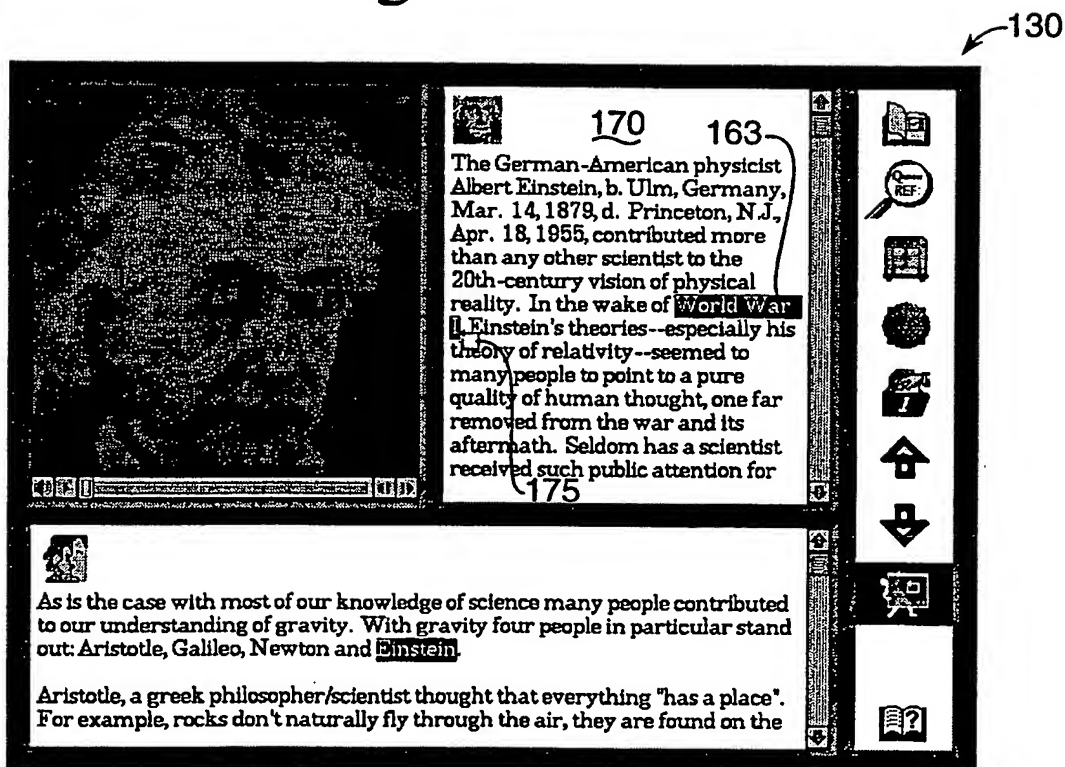 130
170
163
The German-American physicist
Albert Einstein, b. Ulm, Germany,
Mar. 14, 1879, d. Princeton, N.J.,
Apr. 18, 1955, contributed more
than any other scientist to the
20th-century vision of physical
reality. In the wake of World War
I, Einstein's theories--especially his
theory of relativity--seemed to
many people to point to a pure
quality of human thought, one far
removed from the war and its
aftermath. Seldom has a scientist
received such public attention for
175
REF:
I
As is the case with most of our knowledge of science many people contributed
to our understanding of gravity. With gravity four people in particular stand
out: Aristotle, Galileo, Newton and Einstein.
Aristotle, a greek philosopher/scientist thought that everything "has a place".
For example, rocks don't naturally fly through the air, they are found on the
?